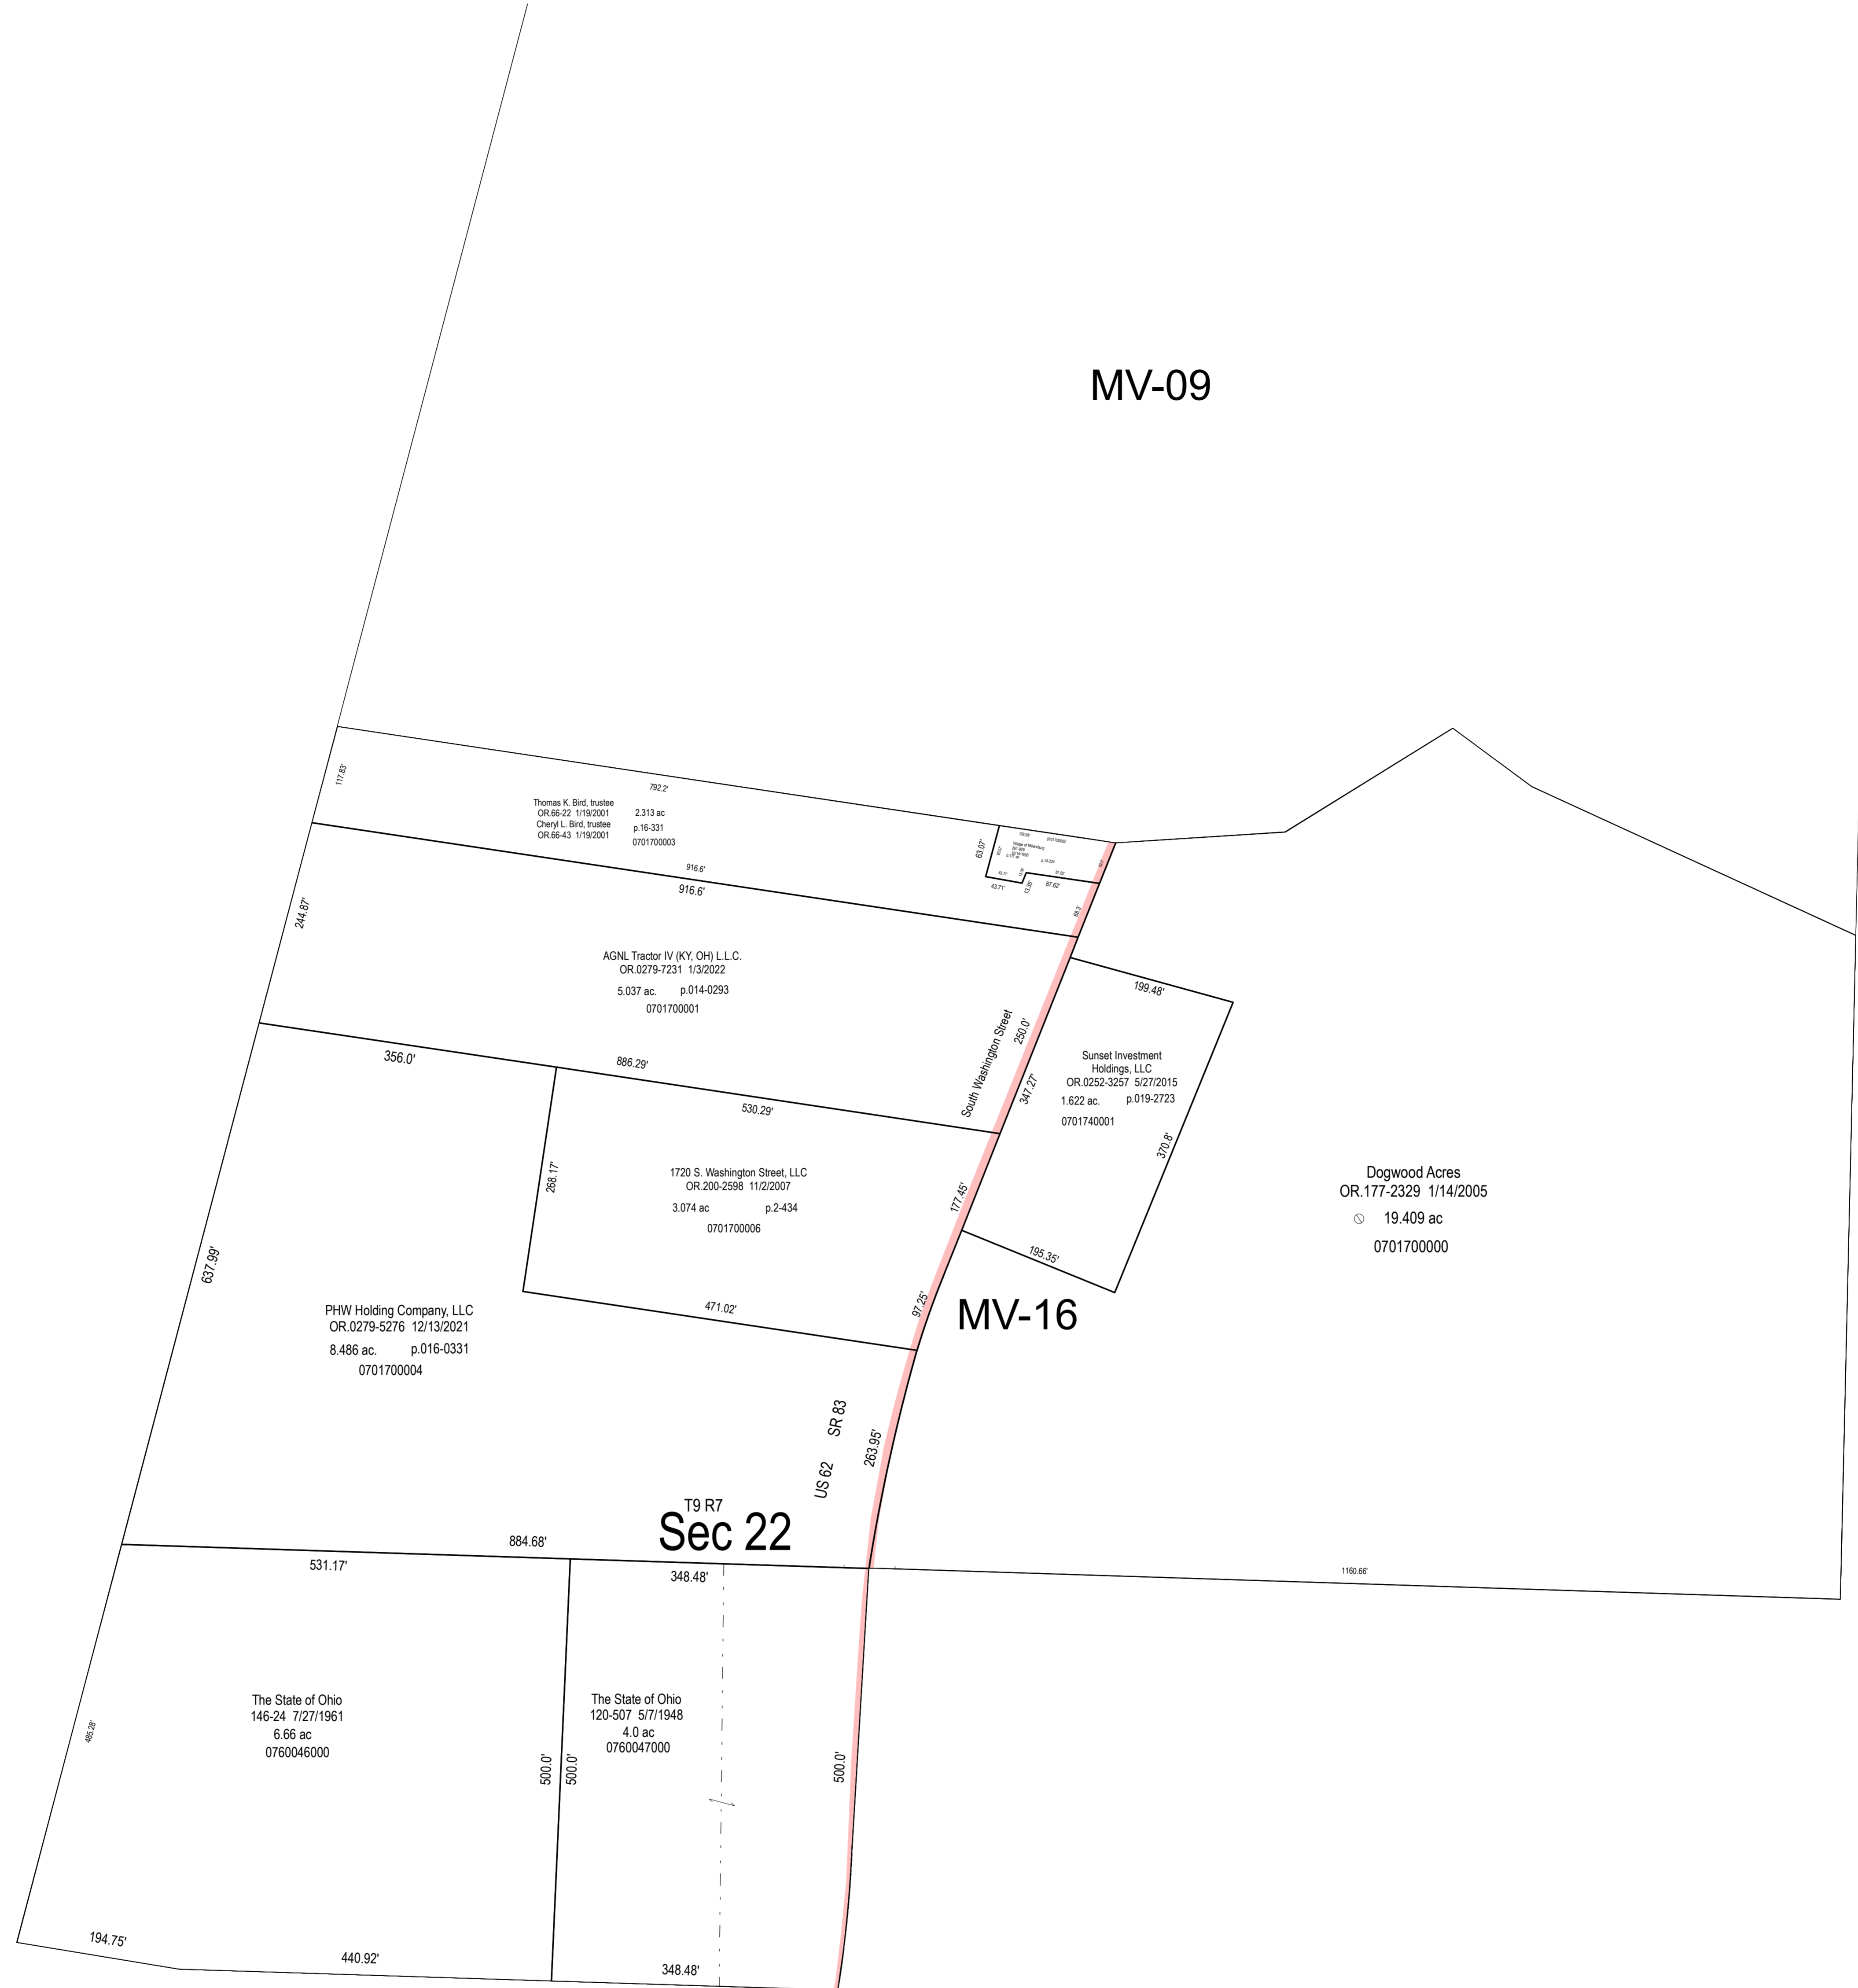 MV-09
117.83'
792.2'
Thomas K. Bird, trustee
OR.66-22 1/19/2001
Cheryl L. Bird, trustee
OR.66-43 1/19/2001
2.313 ac
p.16-331
0701700003
63.07'
43.71'
13.35'
87.62'
68.3'
916.6'
916.6'
244.87'
AGNL Tractor IV (KY, OH) L.L.C.
OR.0279-7231 1/3/2022
5.037 ac. p.014-0293
0701700001
199.48'
South Washington Street
250.0'
347.27'
Sunset Investment
Holdings, LLC
OR.0252-3257 5/27/2015
1.622 ac. p.019-2723
0701740001
370.8'
195.35'
356.0'
886.29'
530.29'
268.17'
1720 S. Washington Street, LLC
OR.200-2598 11/2/2007
3.074 ac p.2-434
0701700006
177.45'
97.25'
471.02'
Dogwood Acres
OR.177-2329 1/14/2005
19.409 ac
0701700000
MV-16
637.99'
PHW Holding Company, LLC
OR.0279-5276 12/13/2021
8.486 ac. p.016-0331
0701700004
US 62
SR 83
263.95'
T9 R7
Sec 22
884.68'
531.17'
348.48'
1160.66'
The State of Ohio
146-24 7/27/1961
6.66 ac
0760046000
The State of Ohio
120-507 5/7/1948
4.0 ac
0760047000
485.28'
500.0'
500.0'
500.0'
194.75'
440.92'
348.48'